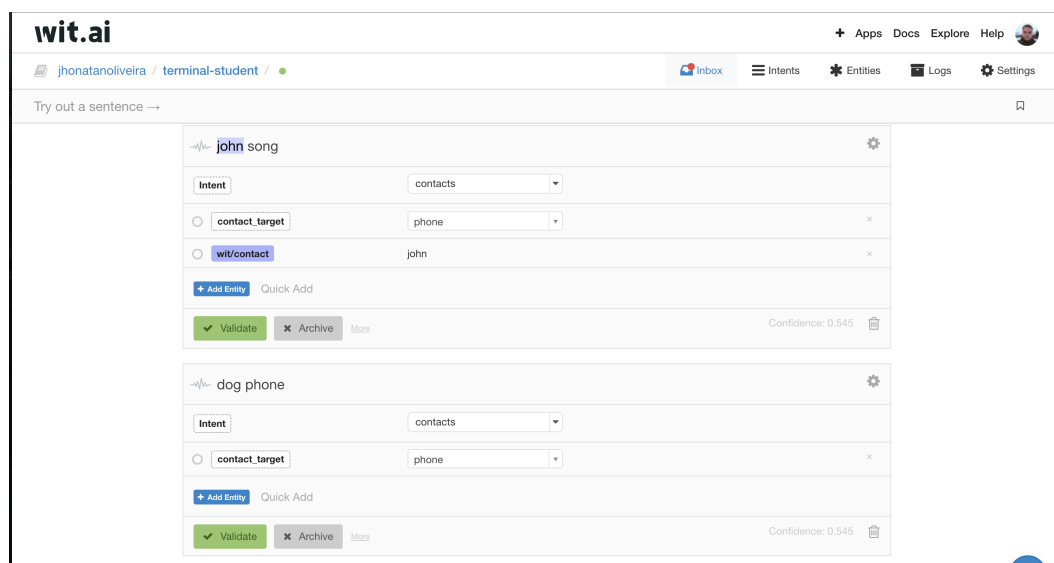 wit.ai
+ Apps Docs Explore Help
jhonatanoliveira / terminal-student /
Inbox Intents Entities Logs Settings
Try out a sentence →
john song
Intent contacts
contact_target phone ×
wit/contact john ×
+ Add Entity Quick Add
Validate Archive More Confidence: 0.545
dog phone
Intent contacts
contact_target phone ×
+ Add Entity Quick Add
Validate Archive More Confidence: 0.545